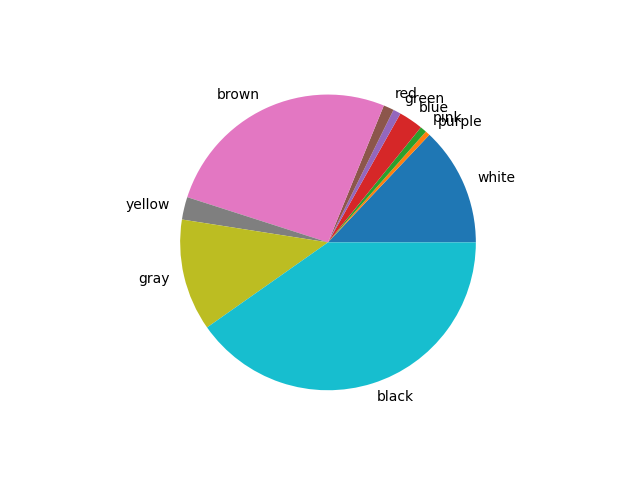 red
green
brown
blue
pink
purple
white
yellow
gray
black